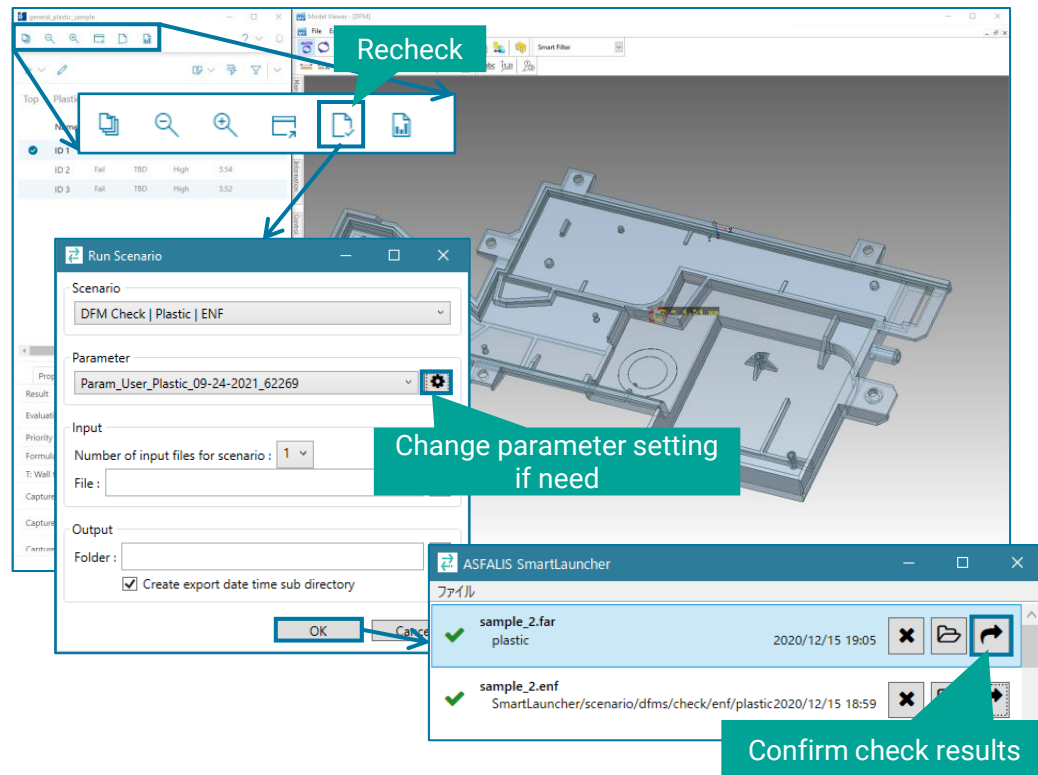 general_plastic_sample
Model Viewer - [DFM]
File
Smart Filter
Recheck
Top
Plastic
Name
ID 1
ID 2 Fail TBD High 3.54
ID 3 Fail TBD High 3.52
Information
Run Scenario
Scenario
DFM Check | Plastic | ENF
Parameter
Param_User_Plastic_09-24-2021_62269
Change parameter setting
if need
Input
Number of input files for scenario : 1
File :
Output
Folder :
Create export date time sub directory
OK
Result
Priority
Capture
Capture
Capture
ASFALIS SmartLauncher
ファイル
sample_2.far
plastic 2020/12/15 19:05
sample_2.enf
SmartLauncher/scenario/dfms/check/enf/plastic2020/12/15 18:59
Confirm check results